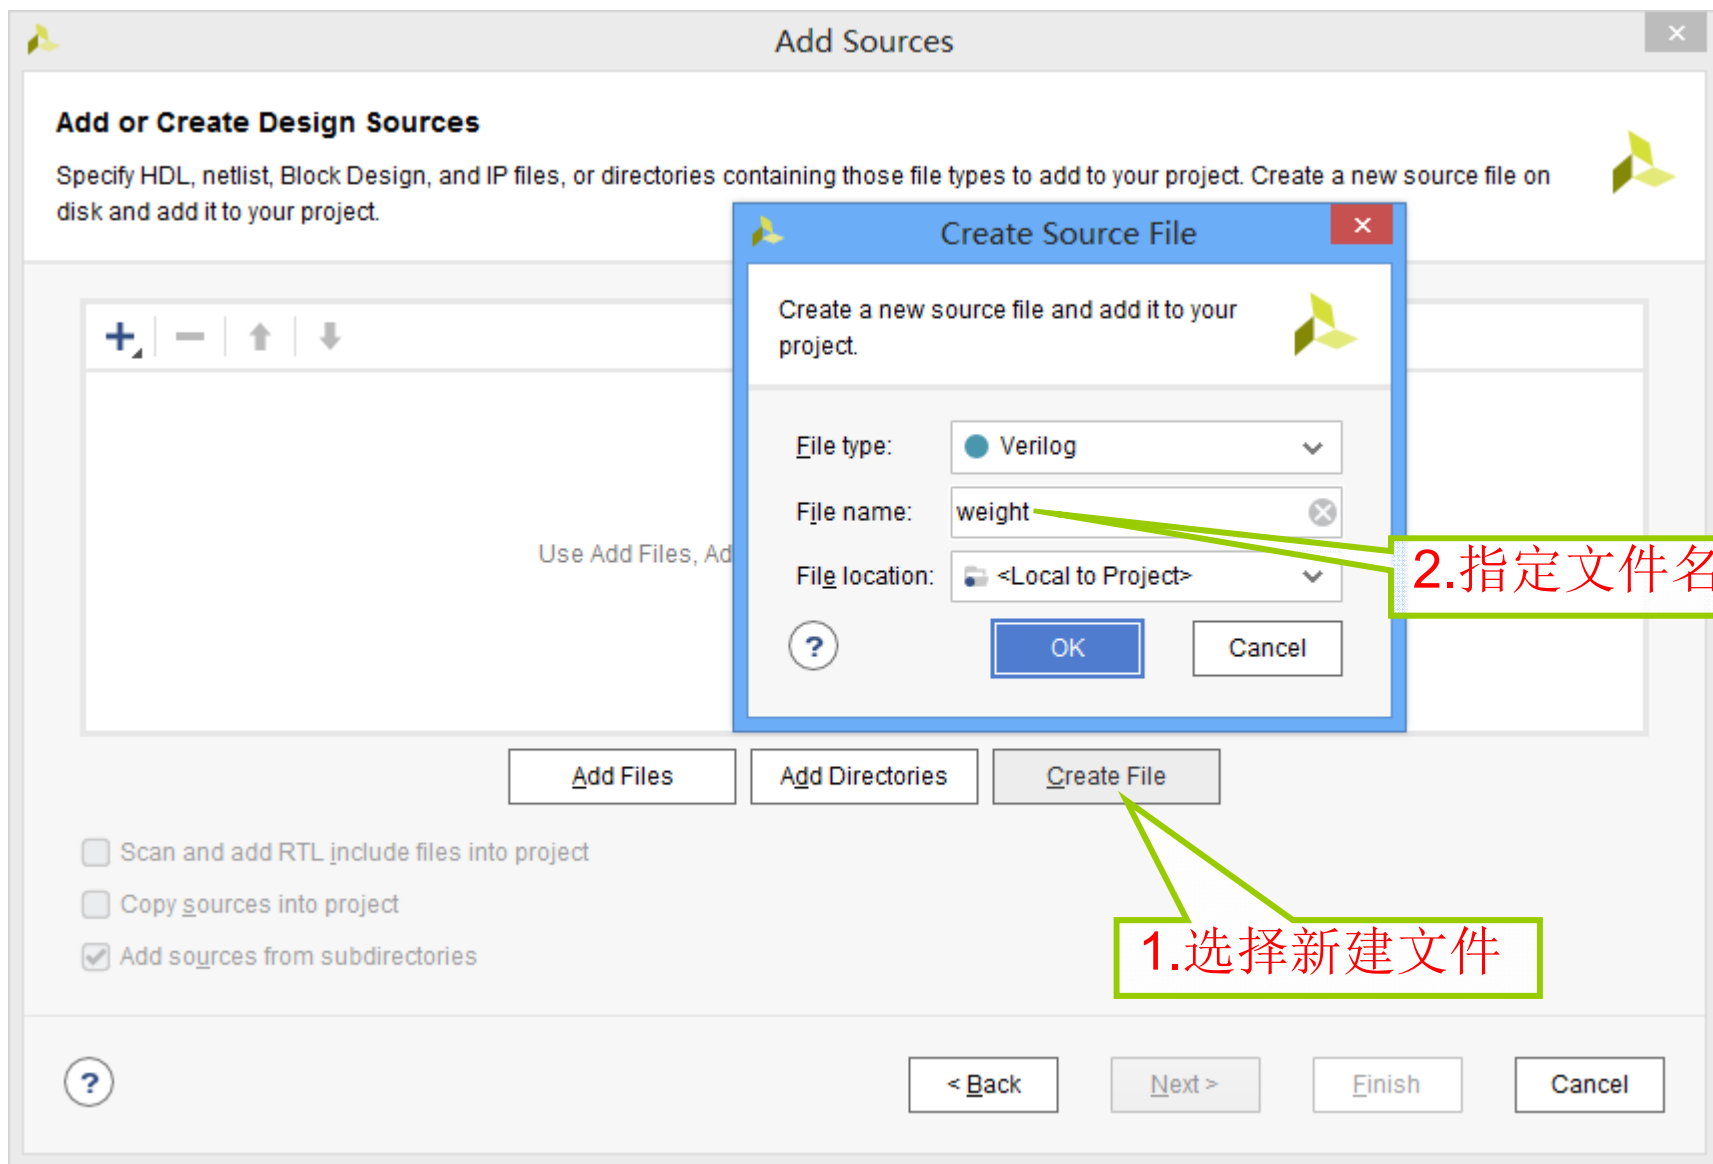 Add Sources
Add or Create Design Sources
Specify HDL, netlist, Block Design, and IP files, or directories containing those file types to add to your project. Create a new source file on
disk and add it to your project.
Create Source File
Create a new source file and add it to your
project.
File type:
Verilog
File name:
weight
File location:
<Local to Project>
2.指定文件名
?
OK
Cancel
Use Add Files, Ad
Add Files
Add Directories
Create File
Scan and add RTL include files into project
Copy sources into project
Add sources from subdirectories
1.选择新建文件
?
< Back
Next >
Finish
Cancel